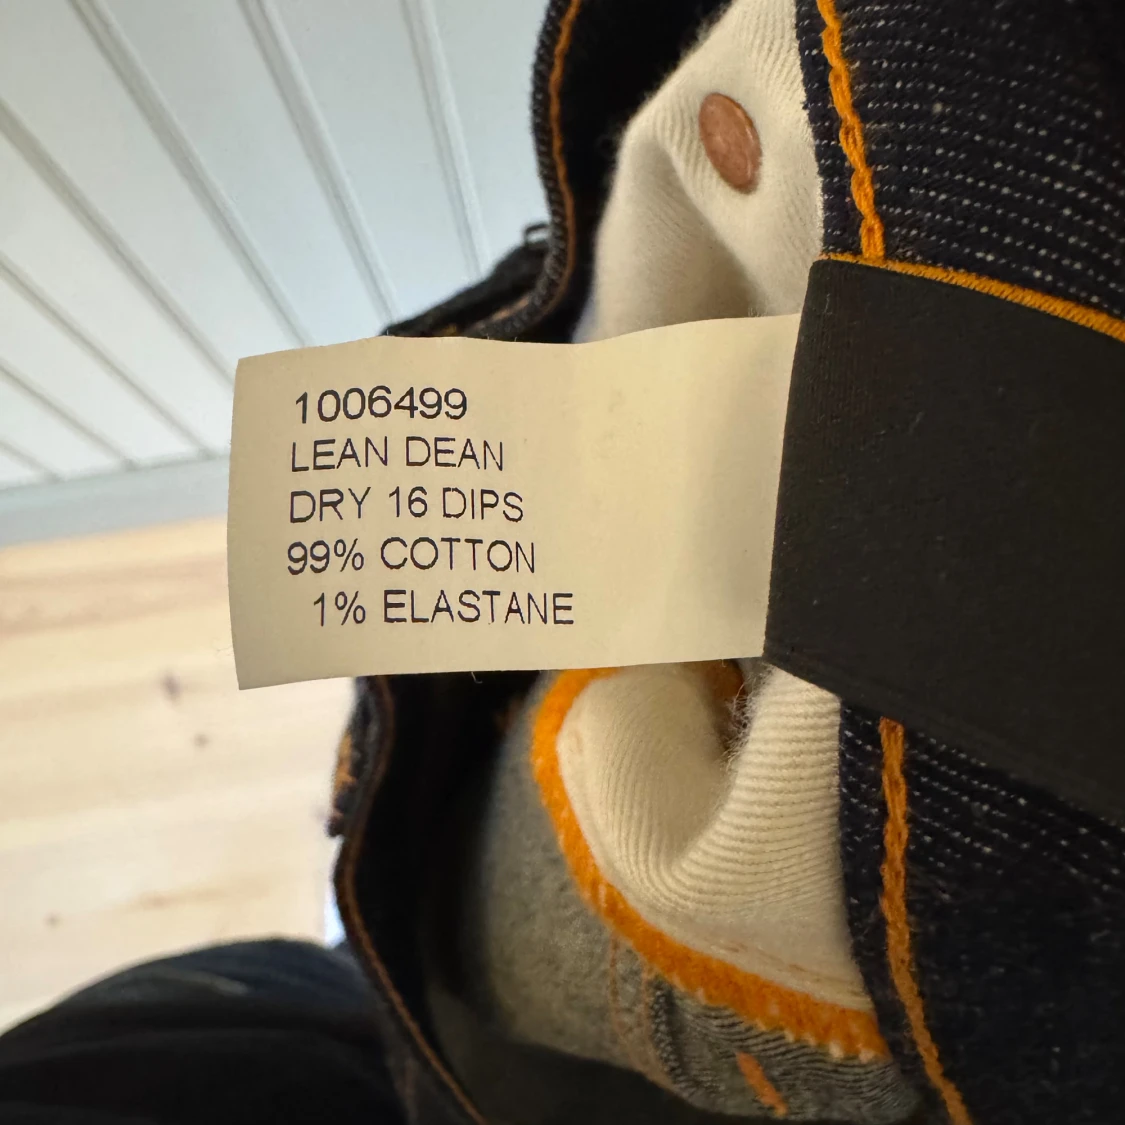 1006499
LEAN DEAN
DRY 16 DIPS
99% COTTON
1% ELASTANE